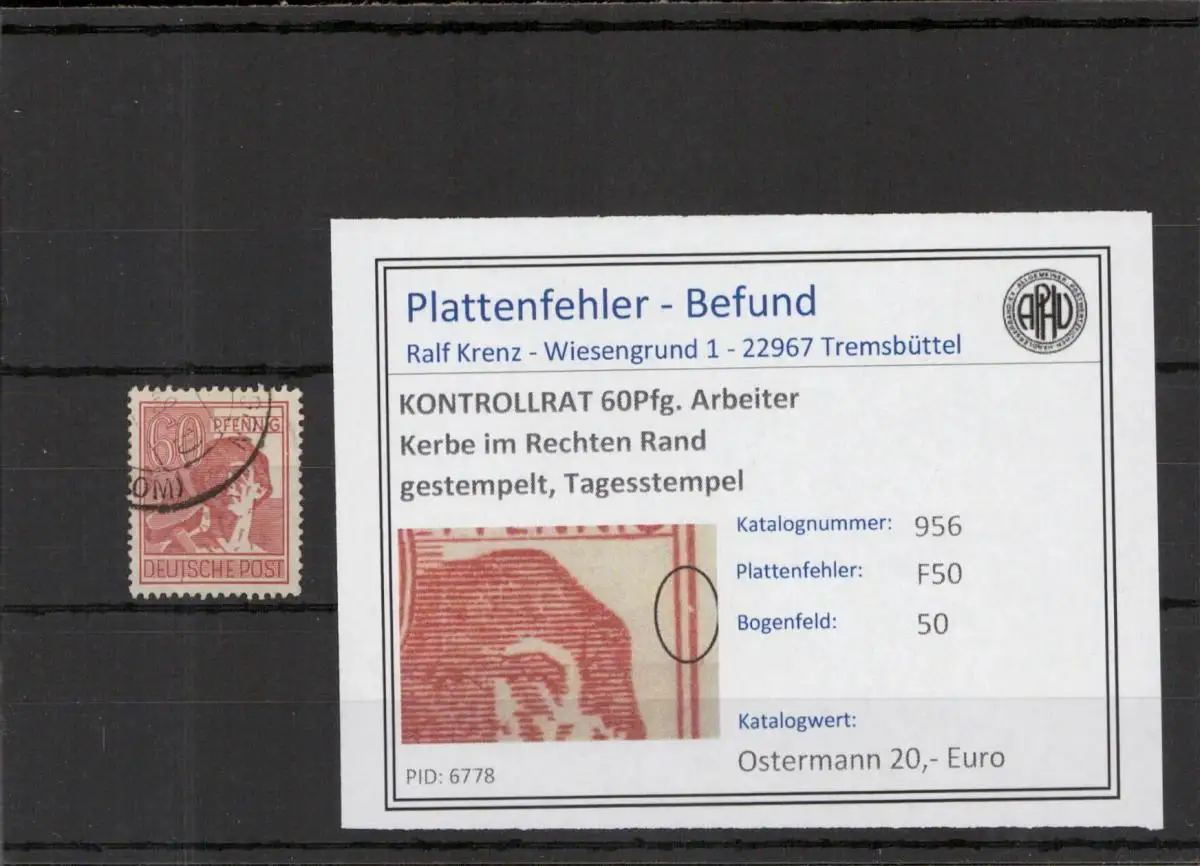 60 PFENNIG
OM)
DEUTSCHE POST
Plattenfehler - Befund
Ralf Krenz - Wiesengrund 1 - 22967 Tremsbüttel
APHV
KONTROLLRAT 60Pfg. Arbeiter
Kerbe im Rechten Rand
gestempelt, Tagesstempel
Katalognummer: 956
Plattenfehler: F50
Bogenfeld: 50
Katalogwert:
Ostermann 20,- Euro
PID: 6778